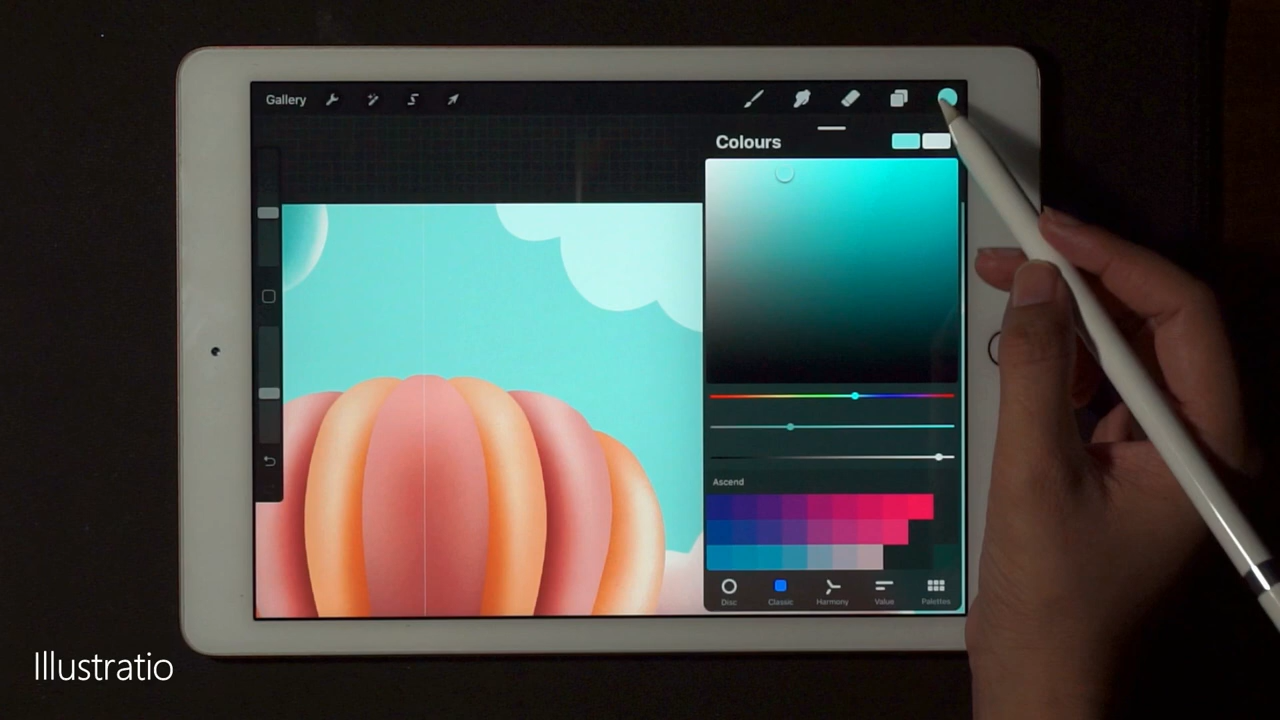 Gallery
Colours
Ascend
Disc
Classic
Harmony
Value
Palettes
Illustratio